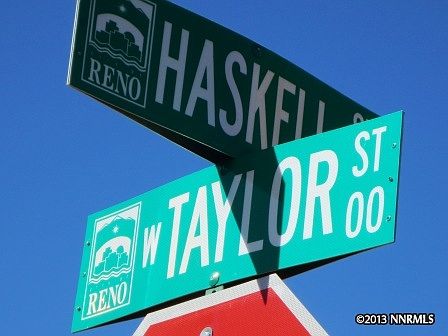 RENO
HASKELL
RENO
W TAYLOR ST
00
©2013 NNRMLS